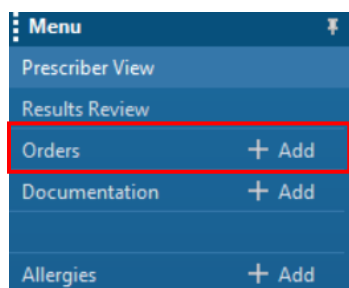 Menu
Prescriber View
Results Review
Orders + Add
Documentation + Add
Allergies + Add